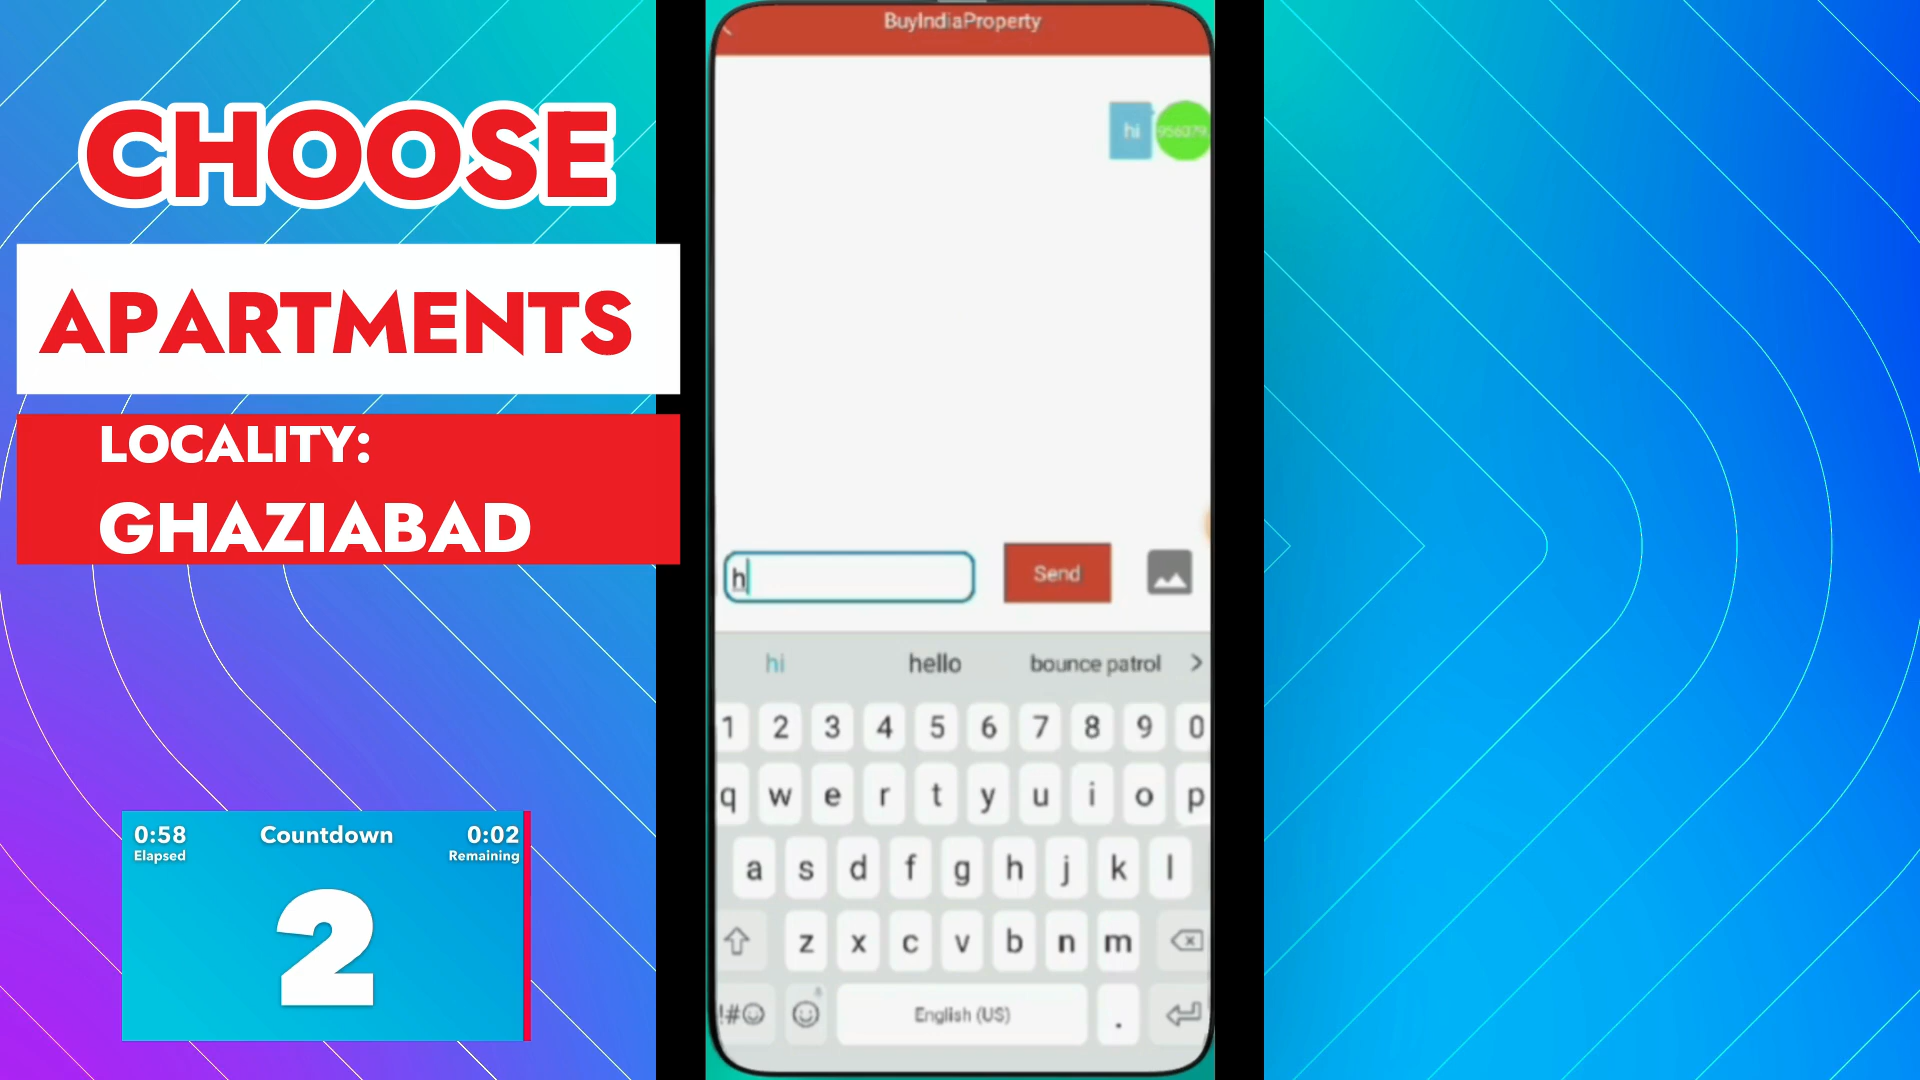 CHOOSE
APARTMENTS
LOCALITY:
GHAZIABAD
0:58 Countdown 0:02
Elapsed Remaining
2
BuyIndiaProperty
hi
h
Send
hi hello bounce patrol >
1 2 3 4 5 6 7 8 9 0
q w e r t y u i o p
a s d f g h j k l
z x c v b n m
!#☺ English (US) .